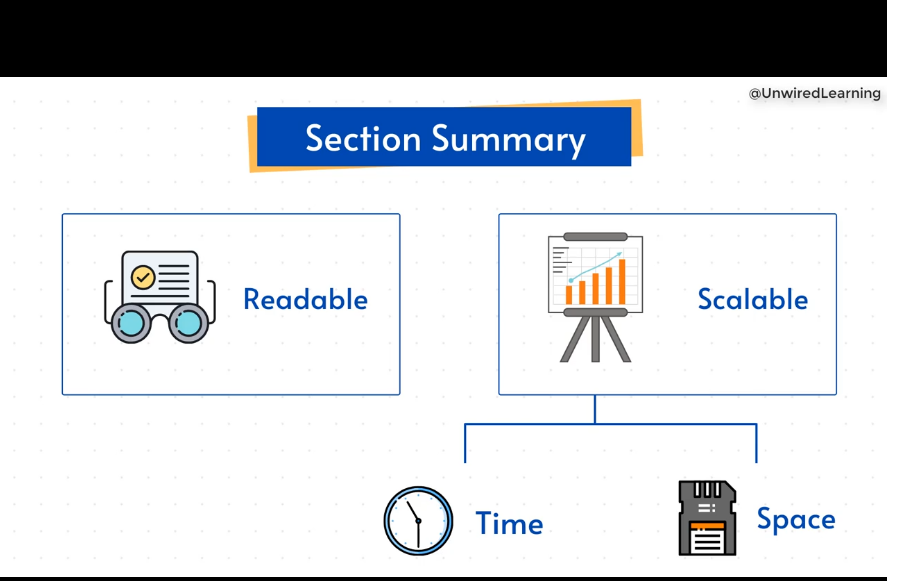 @UnwiredLearning
Section Summary
Readable
Scalable
Time
Space